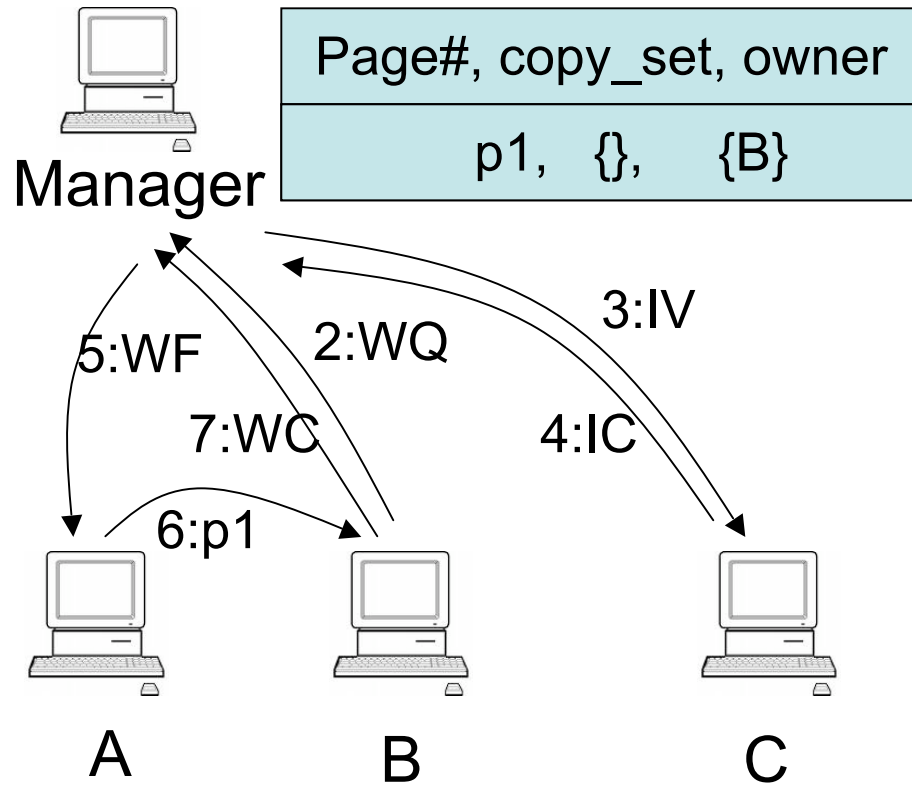 Page#, copy_set, owner
p1, {}, {B}
Manager
3:IV
5:WF
2:WQ
7:WC
4:IC
6:p1
A
B
C